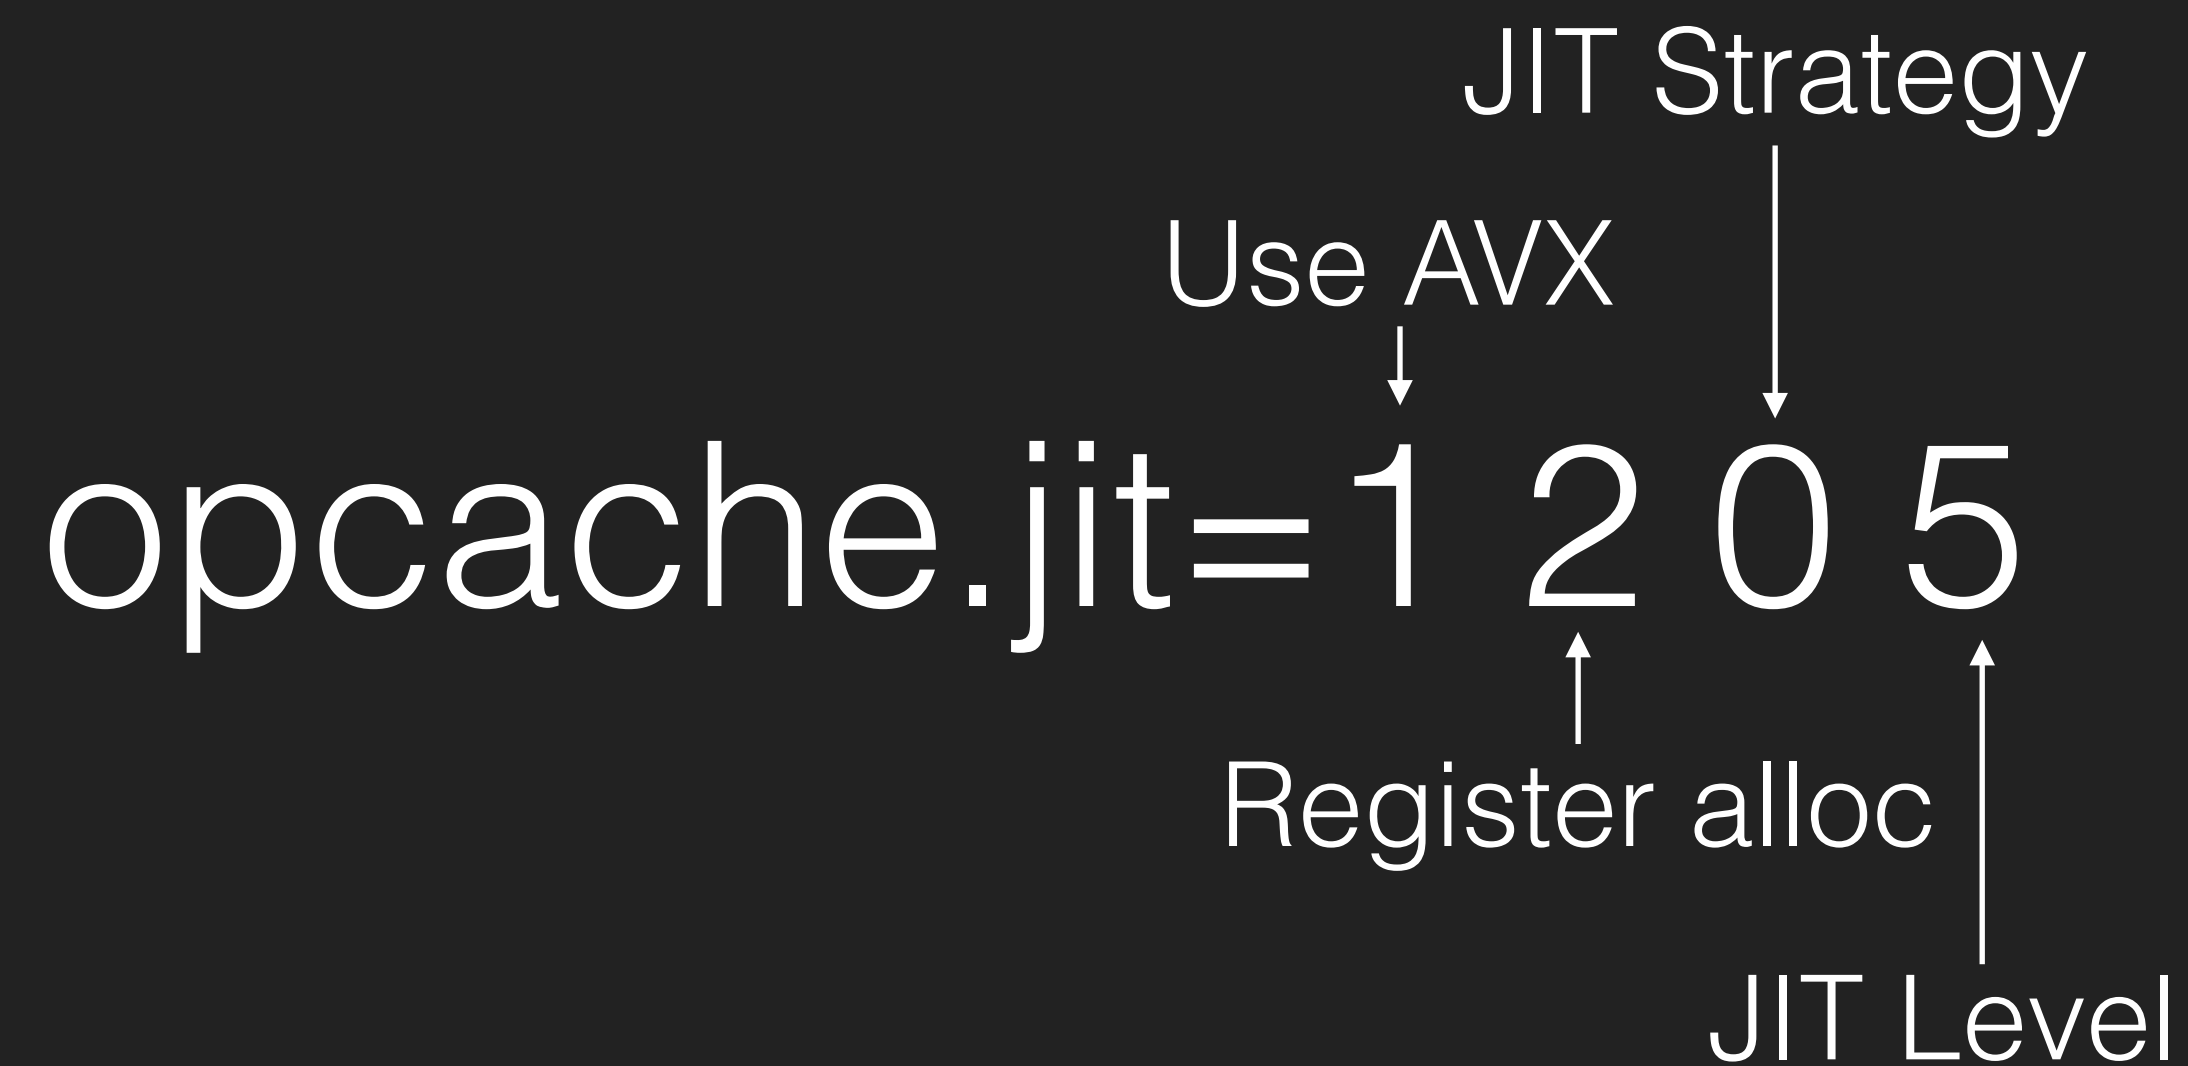 JIT Strategy
Use AVX
opcache.jit=1 2 0 5
Register alloc
JIT Level